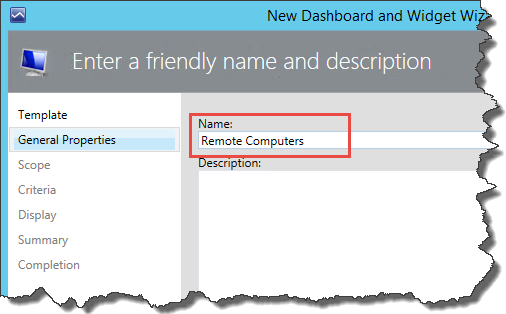 New Dashboard and Widget Wiz
Enter a friendly name and description
Template
General Properties
Scope
Criteria
Display
Summary
Completion
Name:
Remote Computers
Description: